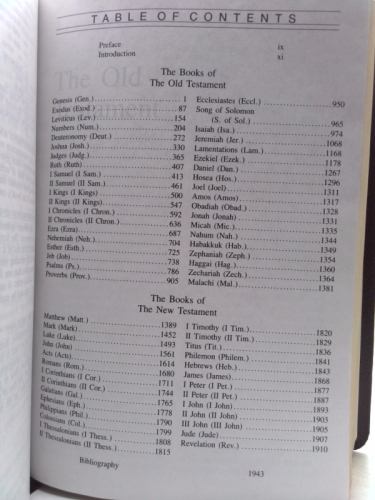 TABLE OF CONTENTS
Preface ix
Introduction xi
The Books of
The Old Testament
Genesis (Gen.) 1
Exodus (Exod.) 87
Leviticus (Lev.) 154
Numbers (Num.) 204
Deuteronomy (Deut.) 272
Joshua (Josh.) 330
Judges (Judg.) 365
Ruth (Ruth) 407
I Samuel (I Sam.) 413
II Samuel (II Sam.) 461
I Kings (I Kings) 500
II Kings (II Kings) 547
I Chronicles (I Chron.) 592
II Chronicles (II Chron.) 636
Ezra (Ezra) 687
Nehemiah (Neh.) 704
Esther (Esth.) 725
Job (Job) 738
Psalms (Ps.) 786
Proverbs (Prov.) 905
Ecclesiastes (Eccl.) 950
Song of Solomon
(S. of Sol.) 965
Isaiah (Isa.) 974
Jeremiah (Jer.) 1068
Lamentations (Lam.) 1168
Ezekiel (Ezek.) 1178
Daniel (Dan.) 1267
Hosea (Hos.) 1296
Joel (Joel) 1311
Amos (Amos) 1317
Obadiah (Obad.) 1328
Jonah (Jonah) 1331
Micah (Mic.) 1335
Nahum (Nah.) 1344
Habakkuk (Hab.) 1349
Zephaniah (Zeph.) 1354
Haggai (Hag.) 1360
Zechariah (Zech.) 1364
Malachi (Mal.) 1381
The Books of
The New Testament
Matthew (Matt.) 1389
Mark (Mark) 1452
Luke (Luke) 1493
John (John) 1561
Acts (Acts) 1614
Romans (Rom.) 1680
I Corinthians (I Cor.) 1711
II Corinthians (II Cor.) 1744
Galatians (Gal.) 1765
Ephesians (Eph.) 1778
Philippians (Phil.) 1790
Colossians (Col.) 1799
I Thessalonians (I Thess.) 1808
II Thessalonians (II Thess.) 1815
I Timothy (I Tim.) 1820
II Timothy (II Tim.) 1829
Titus (Tit.) 1836
Philemon (Philem.) 1841
Hebrews (Heb.) 1843
James (James) 1868
I Peter (I Pet.) 1877
II Peter (II Pet.) 1887
I John (I John) 1893
II John (II John) 1903
III John (III John) 1905
Jude (Jude) 1907
Revelation (Rev.) 1910
Bibliography 1943